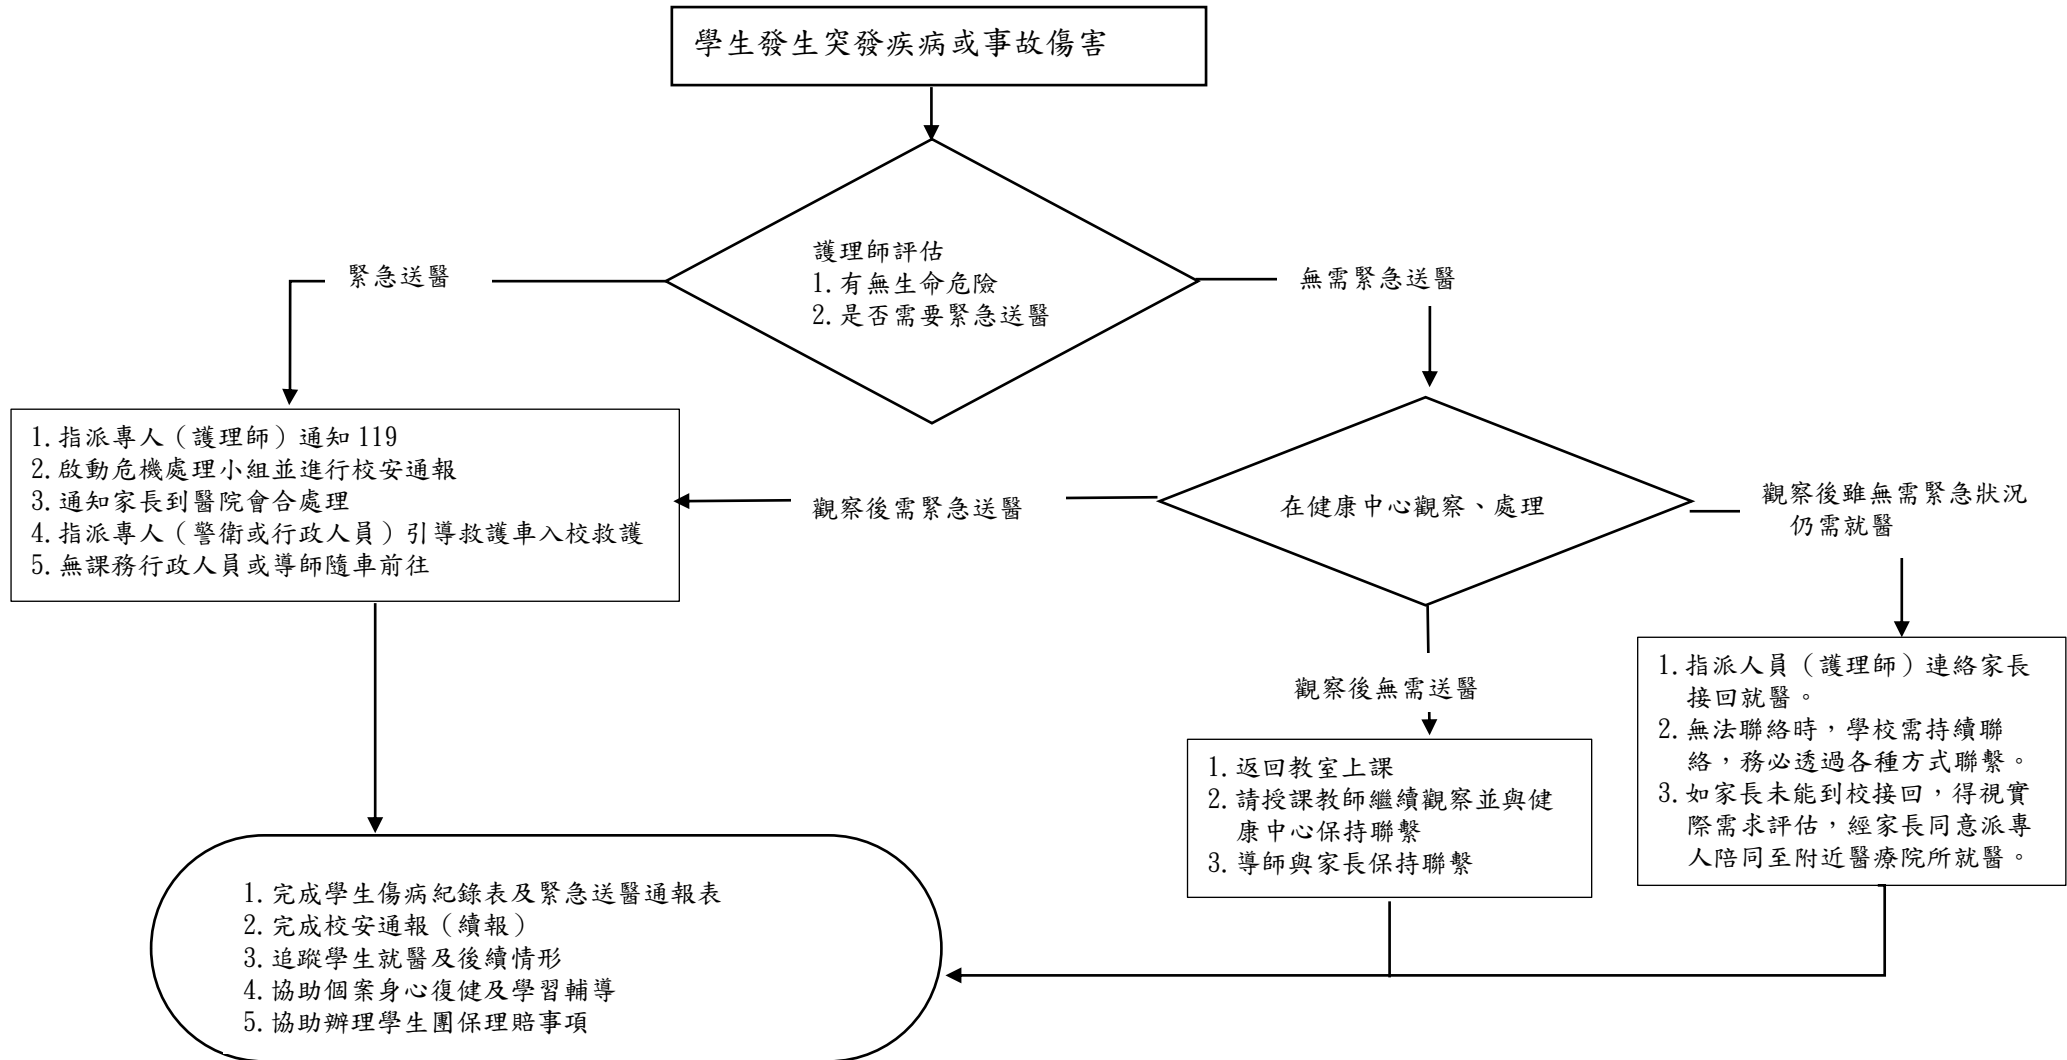 學生發生突發疾病或事故傷害
護理師評估
1.有無生命危險
2.是否需要緊急送醫
緊急送醫
無需緊急送醫
1.指派專人（護理師）通知119
2.啟動危機處理小組並進行校安通報
3.通知家長到醫院會合處理
4.指派專人（警衛或行政人員）引導救護車入校救護
5.無課務行政人員或導師隨車前往
觀察後需緊急送醫
在健康中心觀察、處理
觀察後雖無需緊急狀況
仍需就醫
觀察後無需送醫
1.指派人員（護理師）連絡家長
接回就醫。
2.無法聯絡時，學校需持續聯
絡，務必透過各種方式聯繫。
3.如家長未能到校接回，得視實
際需求評估，經家長同意派專
人陪同至附近醫療院所就醫。
1.返回教室上課
2.請授課教師繼續觀察並與健
康中心保持聯繫
3.導師與家長保持聯繫
1.完成學生傷病紀錄表及緊急送醫通報表
2.完成校安通報（續報）
3.追蹤學生就醫及後續情形
4.協助個案身心復健及學習輔導
5.協助辦理學生團保理賠事項